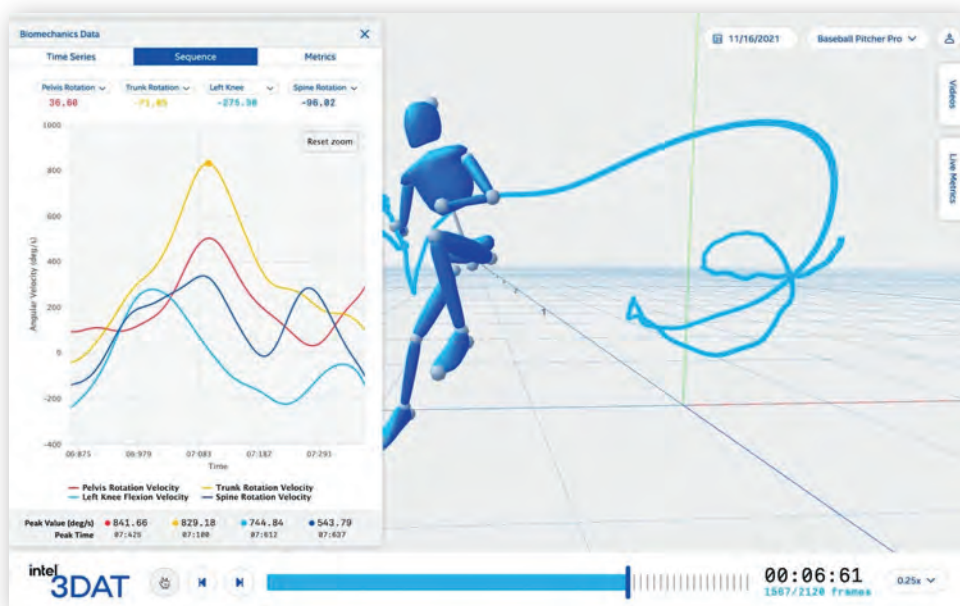 Biomechanics Data
Time Series Sequence Metrics
Pelvis Rotation Trunk Rotation Left Knee Spine Rotation
36.60 -71.05 -275.30 -96.02
Reset zoom
1000
800
600
400
200
0
-200
-400
Angular Velocity (deg/s)
06:875 06:979 07:083 07:187 07:291
Time
Pelvis Rotation Velocity Trunk Rotation Velocity
Left Knee Flexion Velocity Spine Rotation Velocity
Peak Value (deg/s) 841.66 829.18 744.84 543.79
Peak Time 07:425 07:100 07:612 07:637
11/16/2021 Baseball Pitcher Pro
Videos
Live Metrics
1
intel
3DAT
00:06:61
1567/2120 frames
0.25x